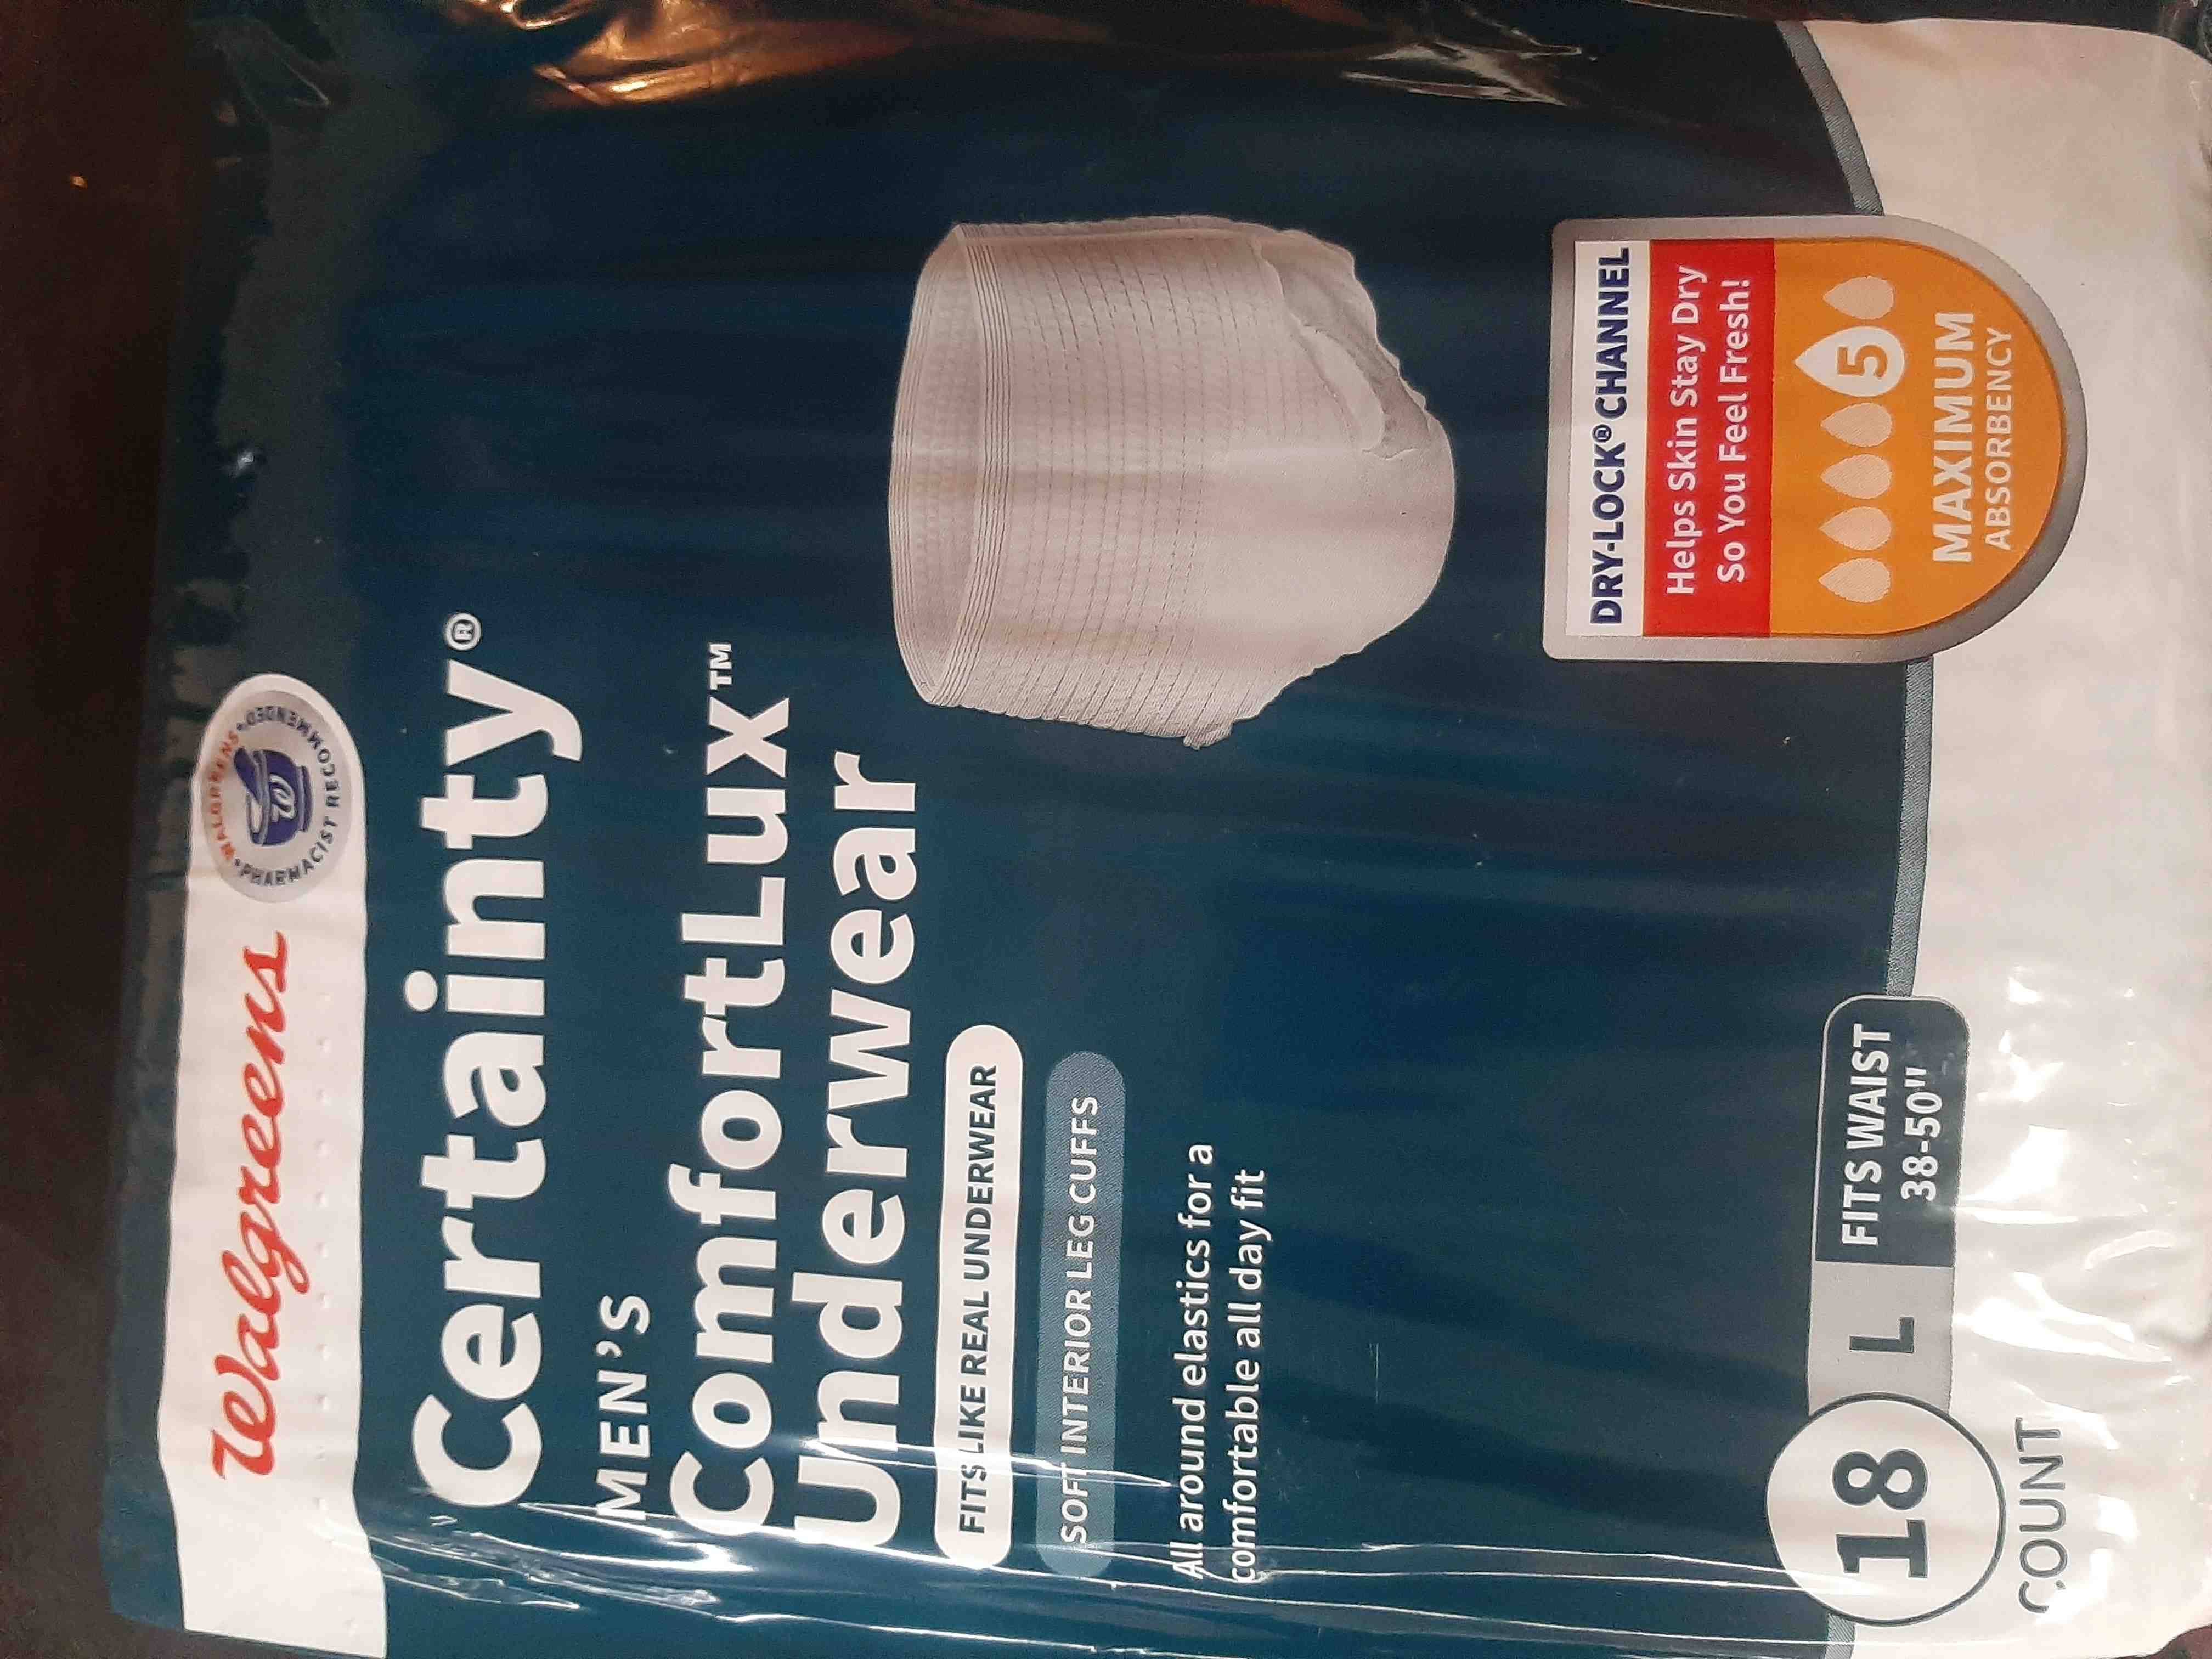 Walgreens
WALGREENS
PHARMACIST RECOMMENDED
W
Certainty®
MEN'S
ComfortLux™
Underwear
FITS LIKE REAL UNDERWEAR
SOFT INTERIOR LEG CUFFS
All around elastics for a
comfortable all day fit
DRY-LOCK® CHANNEL
Helps Skin Stay Dry
So You Feel Fresh!
5
MAXIMUM
ABSORBENCY
18
COUNT
L
FITS WAIST
38-50"